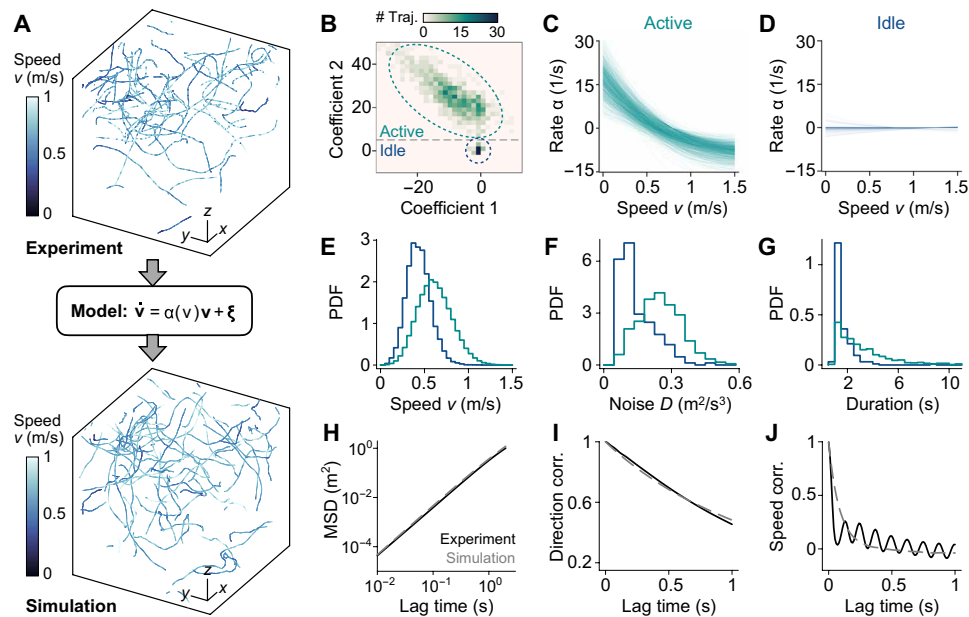 A
Speed
v (m/s)
1
0.5
0
z
y
x
Experiment
Model: v̇ = α(v)v + ξ
Speed
v (m/s)
1
0.5
0
z
y
x
Simulation
B
# Traj.
0 15 30
Coefficient 2
40
20
0
Active
Idle
−20 0
Coefficient 1
C
Active
Rate α (1/s)
30
15
0
−15
0 0.5 1 1.5
Speed v (m/s)
D
Idle
Rate α (1/s)
30
15
0
−15
0 0.5 1 1.5
Speed v (m/s)
E
PDF
3
2
1
0
0 0.5 1 1.5
Speed v (m/s)
F
PDF
6
3
0
0 0.3 0.6
Noise D (m²/s³)
G
PDF
1
0.5
0
2 6 10
Duration (s)
H
MSD (m²)
10⁰
10⁻²
10⁻⁴
Experiment
Simulation
10⁻² 10⁻¹ 10⁰
Lag time (s)
I
Direction corr.
1
0.6
0.2
0 0.5 1
Lag time (s)
J
Speed corr.
1
0.5
0
0 0.5 1
Lag time (s)